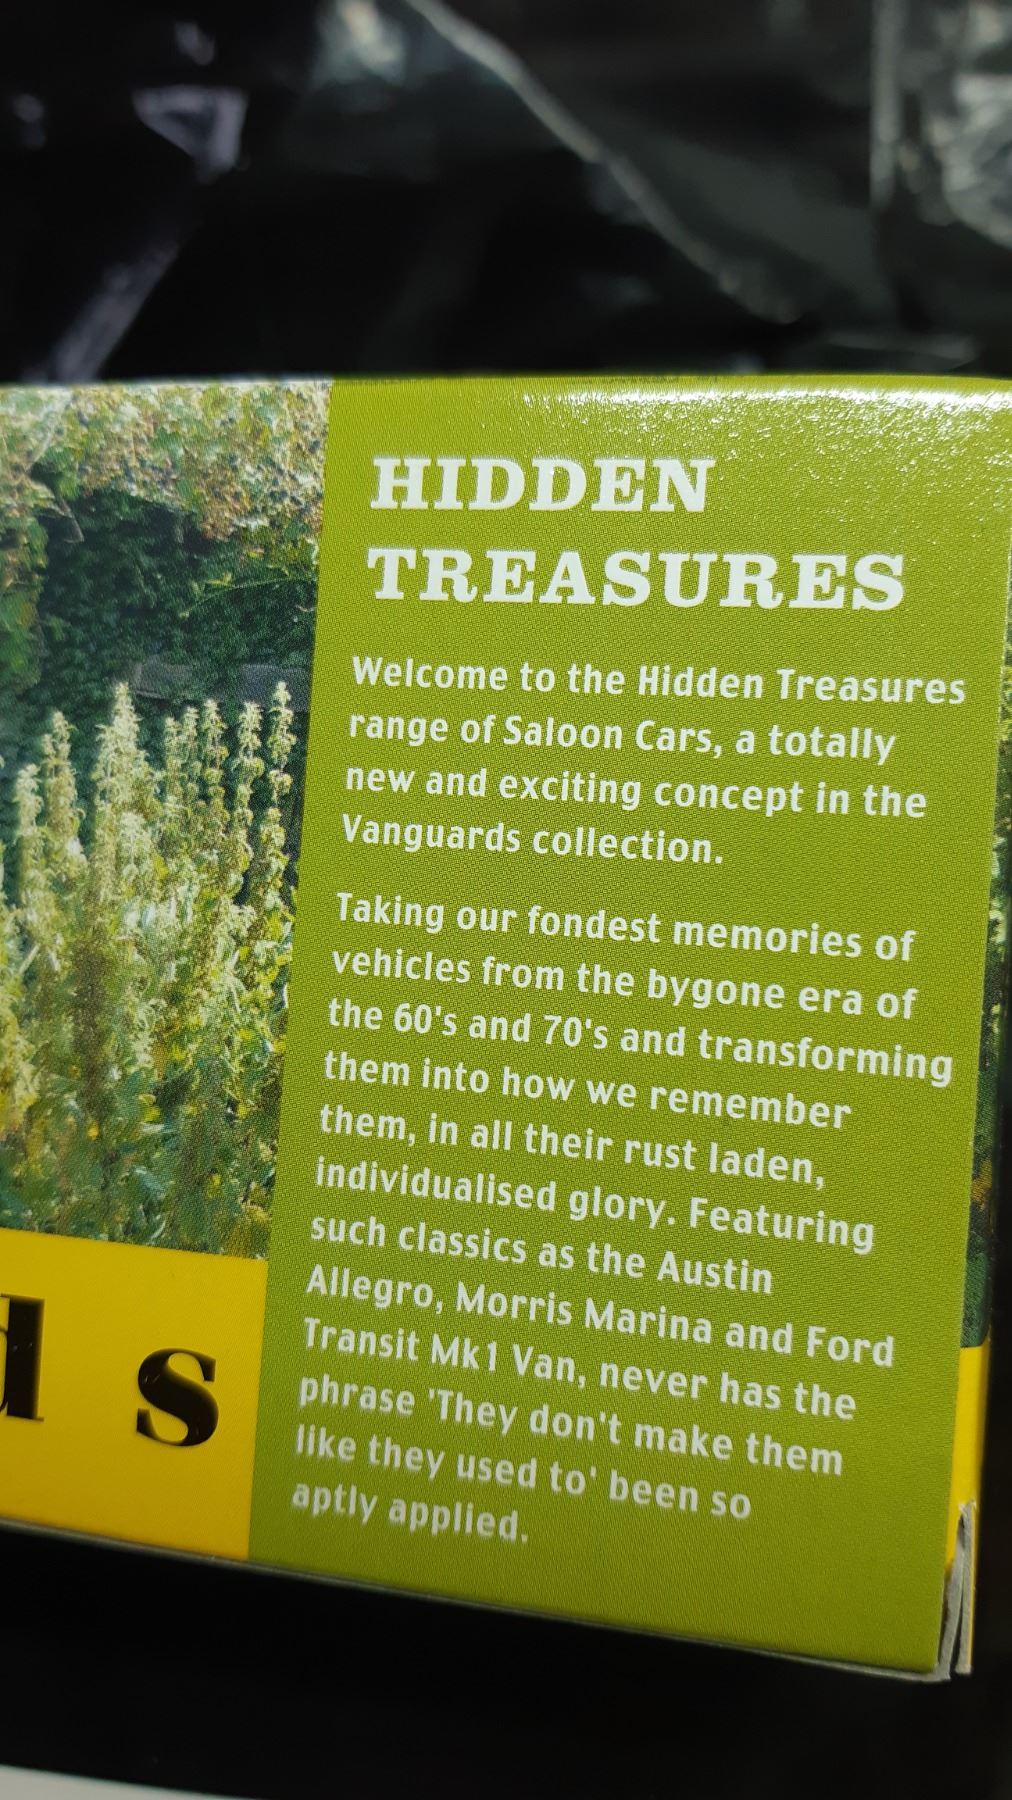 HIDDEN
TREASURES
Welcome to the Hidden Treasures
range of Saloon Cars, a totally
new and exciting concept in the
Vanguards collection.
Taking our fondest memories of
vehicles from the bygone era of
the 60's and 70's and transforming
them into how we remember
them, in all their rust laden,
individualised glory. Featuring
such classics as the Austin
Allegro, Morris Marina and Ford
Transit Mk1 Van, never has the
phrase 'They don't make them
like they used to' been so
aptly applied.
d s